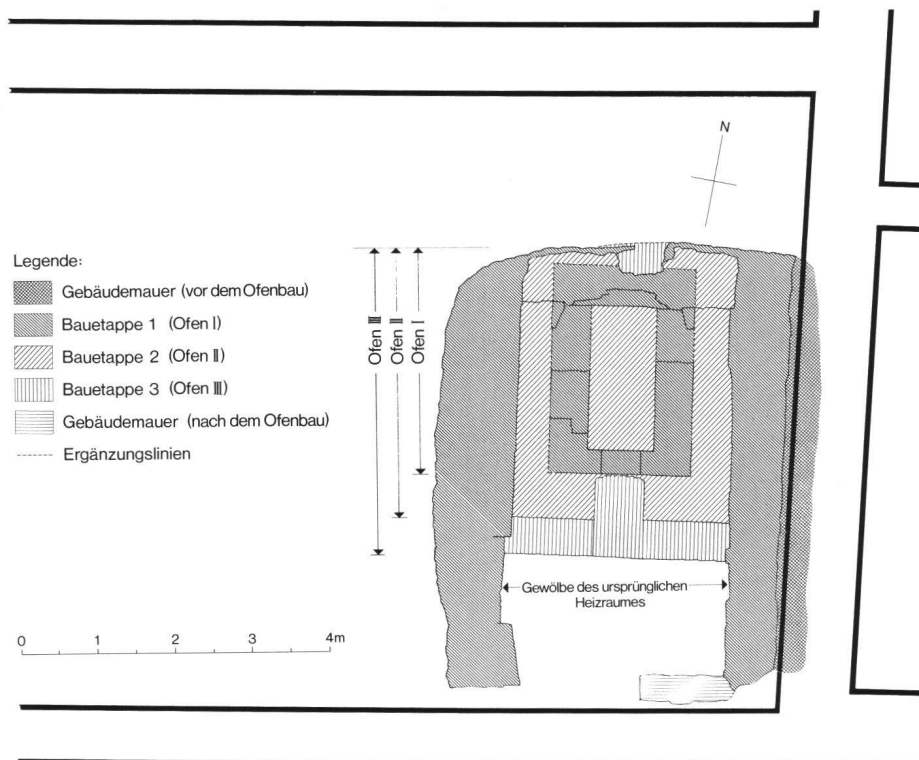 N
Legende:
Gebäudemauer (vor dem Ofenbau)
Bauetappe 1 (Ofen I)
Bauetappe 2 (Ofen II)
Bauetappe 3 (Ofen III)
Gebäudemauer (nach dem Ofenbau)
Ergänzungslinien
Ofen III
Ofen II
Ofen I
Gewölbe des ursprünglichen
Heizraumes
0 1 2 3 4m